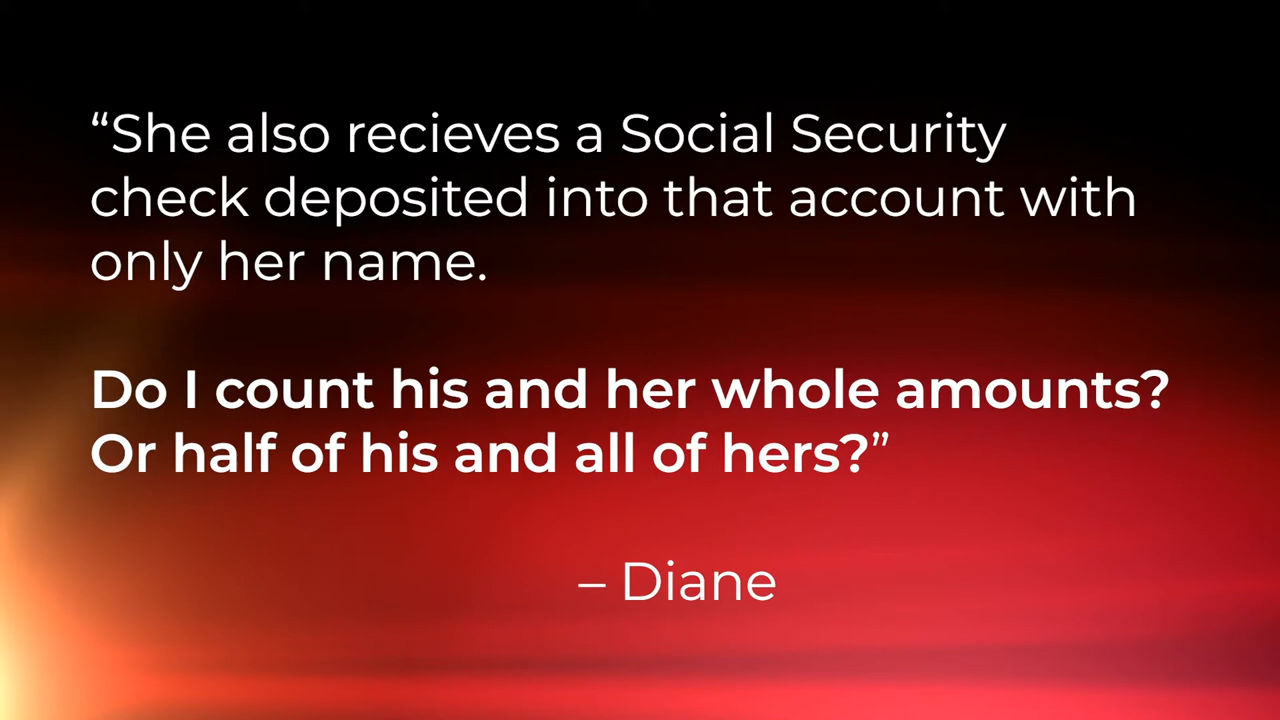 “She also recieves a Social Security
check deposited into that account with
only her name.
Do I count his and her whole amounts?
Or half of his and all of hers?”
– Diane